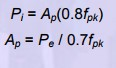 Pi = Ap(0.8fpk)
Ap = Pe / 0.7fpk